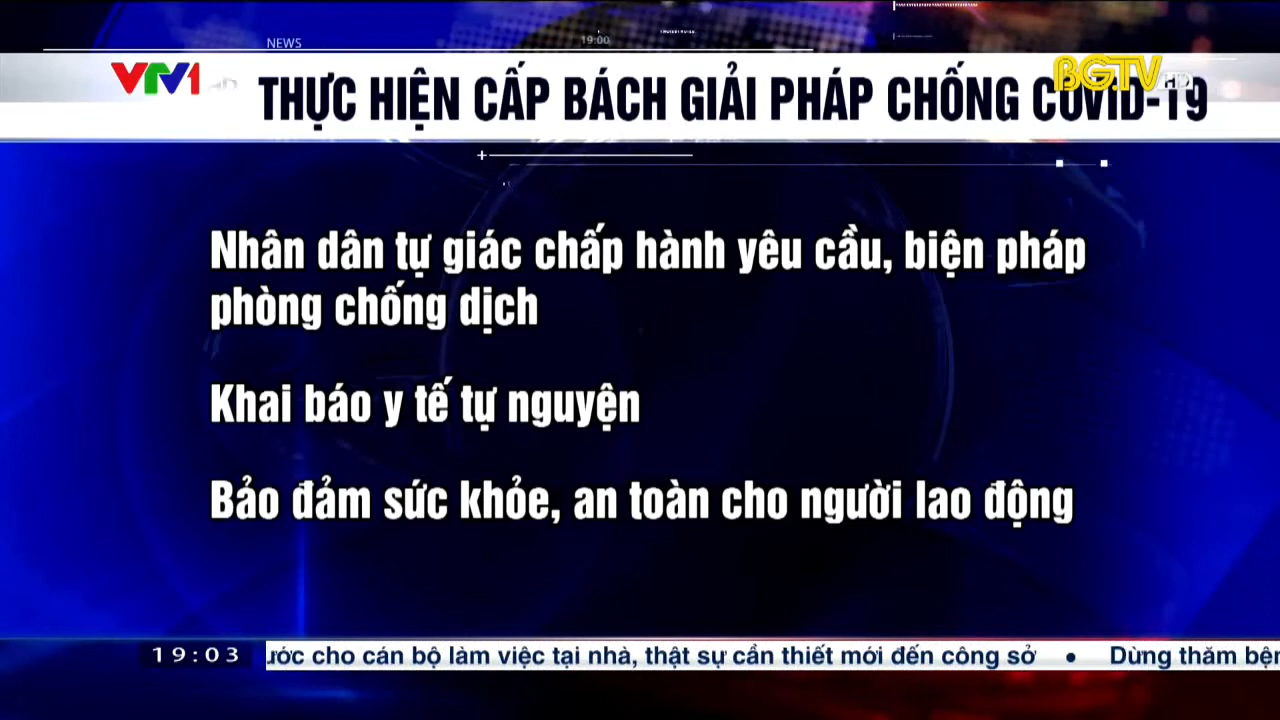 NEWS
19:00
VTV1
BGTV HD
THỰC HIỆN CẤP BÁCH GIẢI PHÁP CHỐNG COVID-19
Nhân dân tự giác chấp hành yêu cầu, biện pháp
phòng chống dịch
Khai báo y tế tự nguyện
Bảo đảm sức khỏe, an toàn cho người lao động
19:03
cho cán bộ làm việc tại nhà, thật sự cần thiết mới đến công sở • Dừng thăm